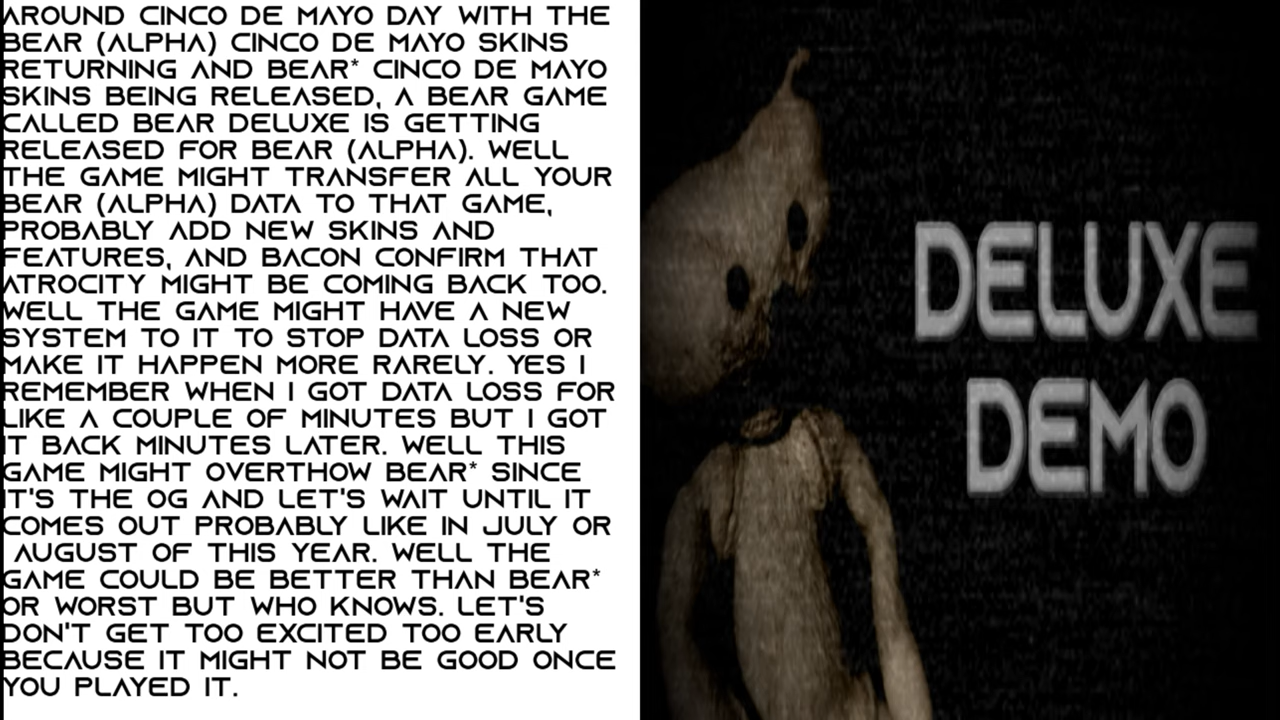 AROUND CINCO DE MAYO DAY WITH THE
BEAR (ALPHA) CINCO DE MAYO SKINS
RETURNING AND BEAR* CINCO DE MAYO
SKINS BEING RELEASED, A BEAR GAME
CALLED BEAR DELUXE IS GETTING
RELEASED FOR BEAR (ALPHA). WELL
THE GAME MIGHT TRANSFER ALL YOUR
BEAR (ALPHA) DATA TO THAT GAME,
PROBABLY ADD NEW SKINS AND
FEATURES, AND BACON CONFIRM THAT
ATROCITY MIGHT BE COMING BACK TOO.
WELL THE GAME MIGHT HAVE A NEW
SYSTEM TO IT TO STOP DATA LOSS OR
MAKE IT HAPPEN MORE RARELY. YES I
REMEMBER WHEN I GOT DATA LOSS FOR
LIKE A COUPLE OF MINUTES BUT I GOT
IT BACK MINUTES LATER. WELL THIS
GAME MIGHT OVERTHOW BEAR* SINCE
IT'S THE OG AND LET'S WAIT UNTIL IT
COMES OUT PROBABLY LIKE IN JULY OR
AUGUST OF THIS YEAR. WELL THE
GAME COULD BE BETTER THAN BEAR*
OR WORST BUT WHO KNOWS. LET'S
DON'T GET TOO EXCITED TOO EARLY
BECAUSE IT MIGHT NOT BE GOOD ONCE
YOU PLAYED IT.
DELUXE
DEMO